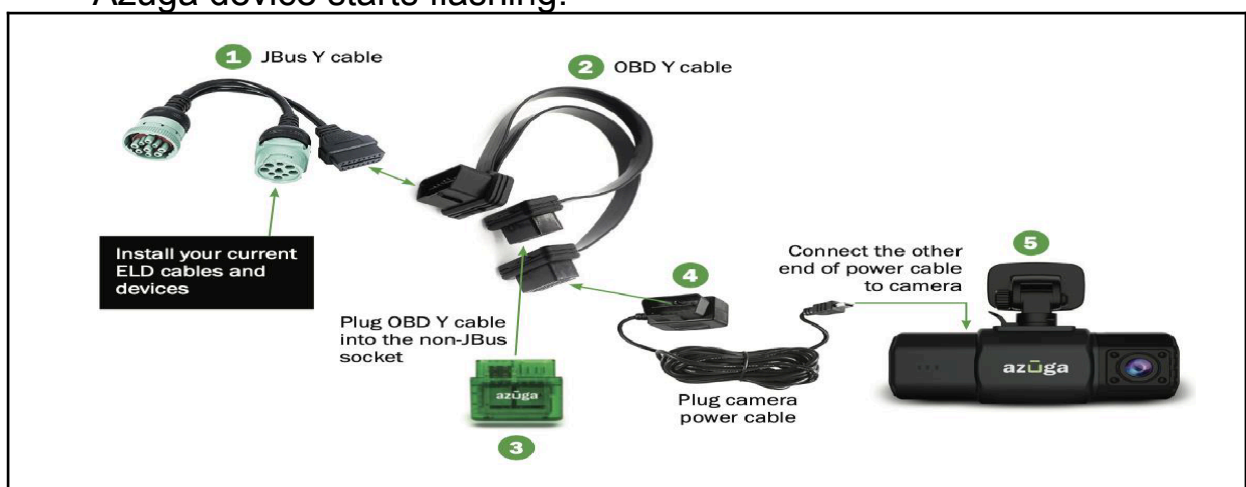 Azuga device starts flashing.
1 JBus Y cable
2 OBD Y cable
Install your current
ELD cables and
devices
Plug OBD Y cable
into the non-JBus
socket
azūga
3
4
Plug camera
power cable
Connect the other
end of power cable
to camera
5
azūga